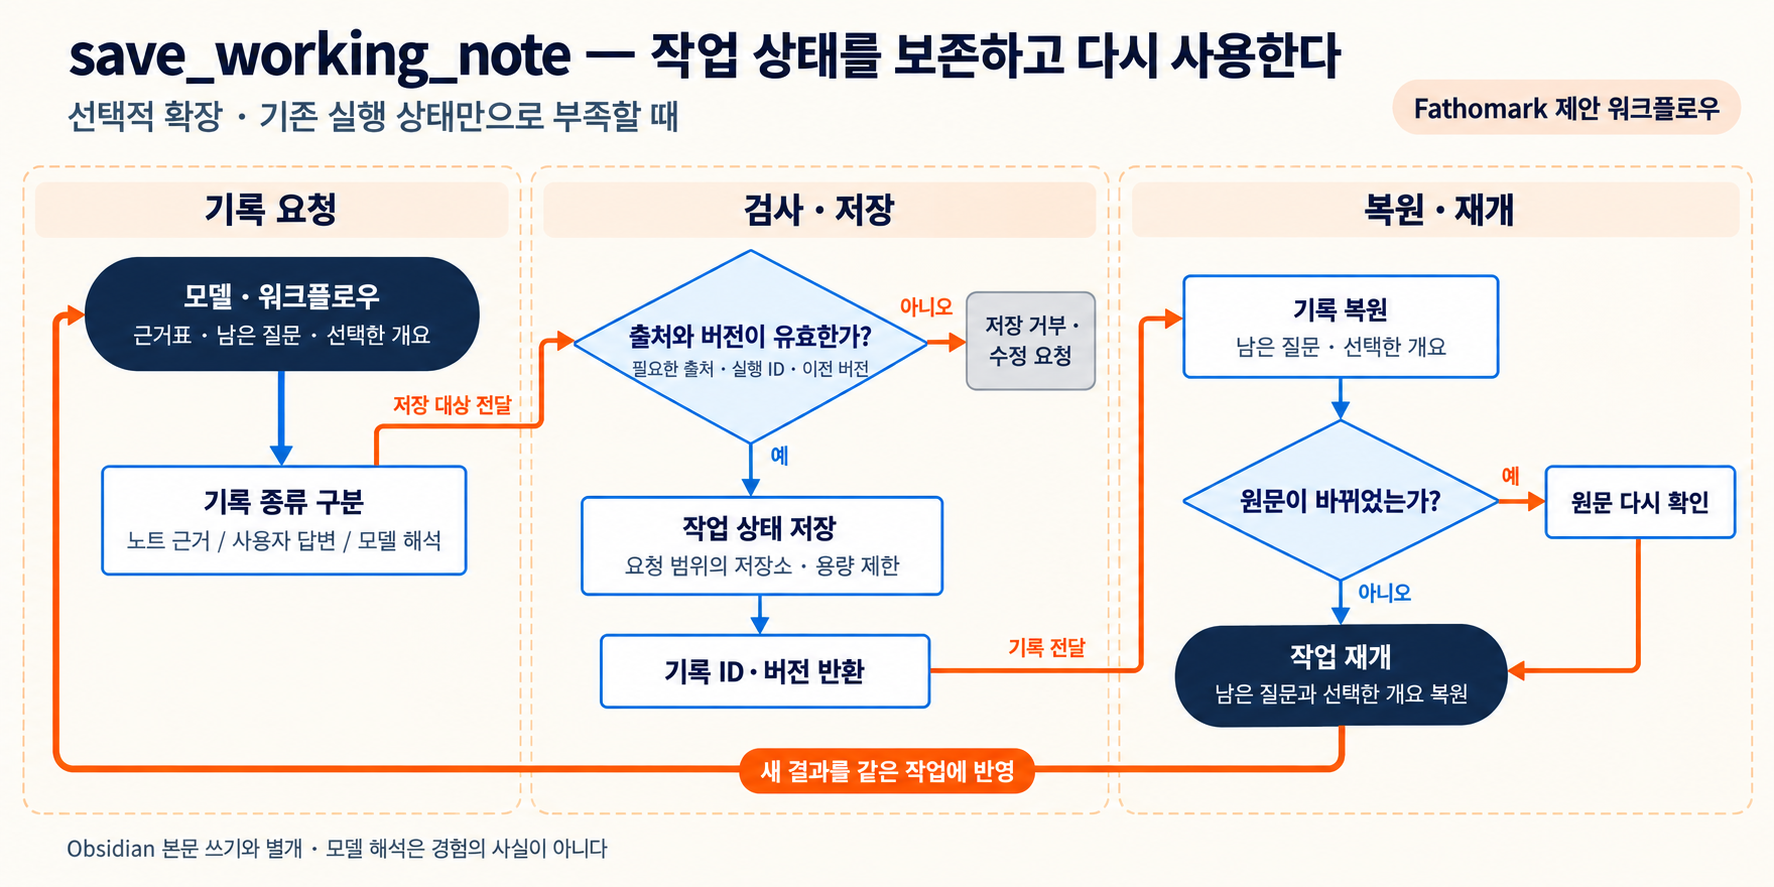 save_working_note — 작업 상태를 보존하고 다시 사용한다
선택적 확장 · 기존 실행 상태만으로 부족할 때
Fathomark 제안 워크플로우
기록 요청
모델 · 워크플로우
근거표 · 남은 질문 · 선택한 개요
저장 대상 전달
기록 종류 구분
노트 근거 / 사용자 답변 / 모델 해석
검사 · 저장
출처와 버전이 유효한가?
필요한 출처 · 실행 ID · 이전 버전
아니오
저장 거부 ·
수정 요청
예
작업 상태 저장
요청 범위의 저장소 · 용량 제한
기록 ID · 버전 반환
기록 전달
복원 · 재개
기록 복원
남은 질문 · 선택한 개요
원문이 바뀌었는가?
예
원문 다시 확인
아니오
작업 재개
남은 질문과 선택한 개요 복원
새 결과를 같은 작업에 반영
Obsidian 본문 쓰기와 별개 · 모델 해석은 경험의 사실이 아니다